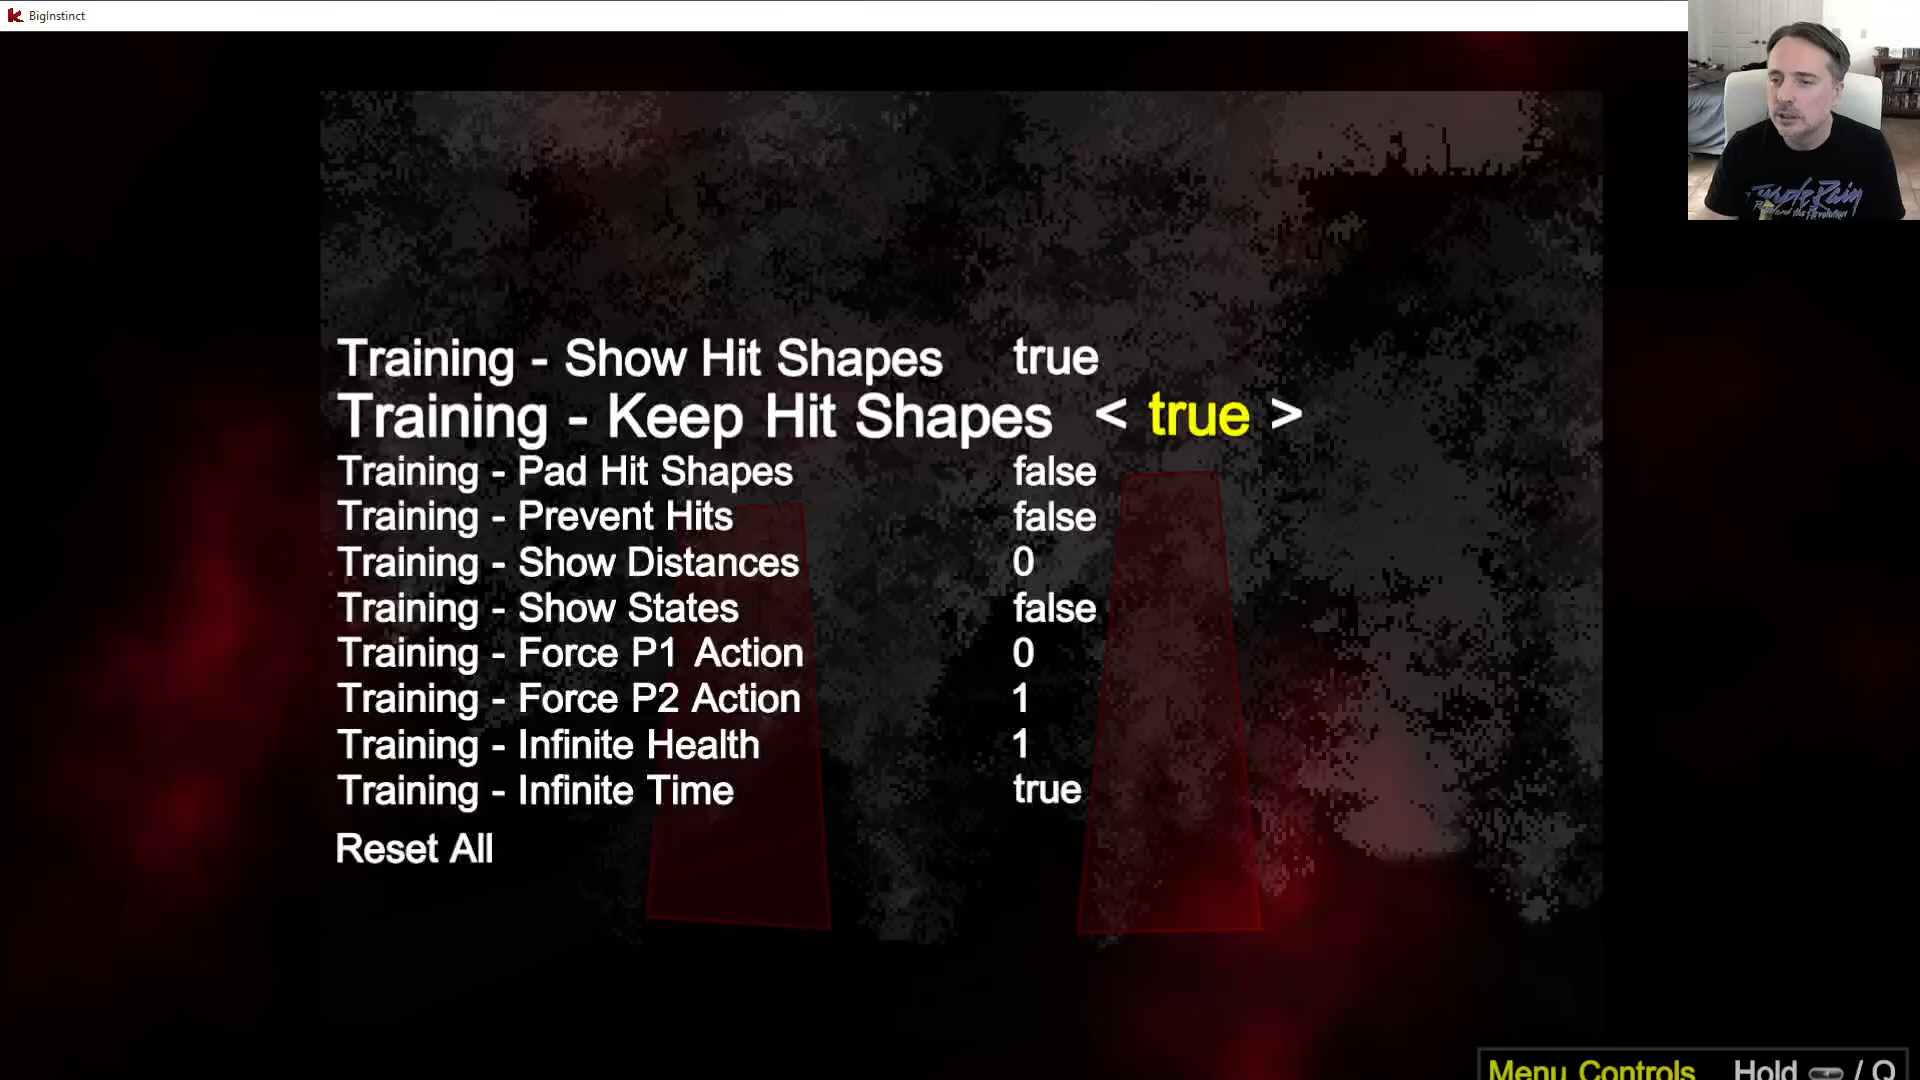 BigInstinct
Training - Show Hit Shapes true
Training - Keep Hit Shapes < true >
Training - Pad Hit Shapes false
Training - Prevent Hits false
Training - Show Distances 0
Training - Show States false
Training - Force P1 Action 0
Training - Force P2 Action 1
Training - Infinite Health 1
Training - Infinite Time true
Reset All
Menu Controls Hold / Q
Purple Rain